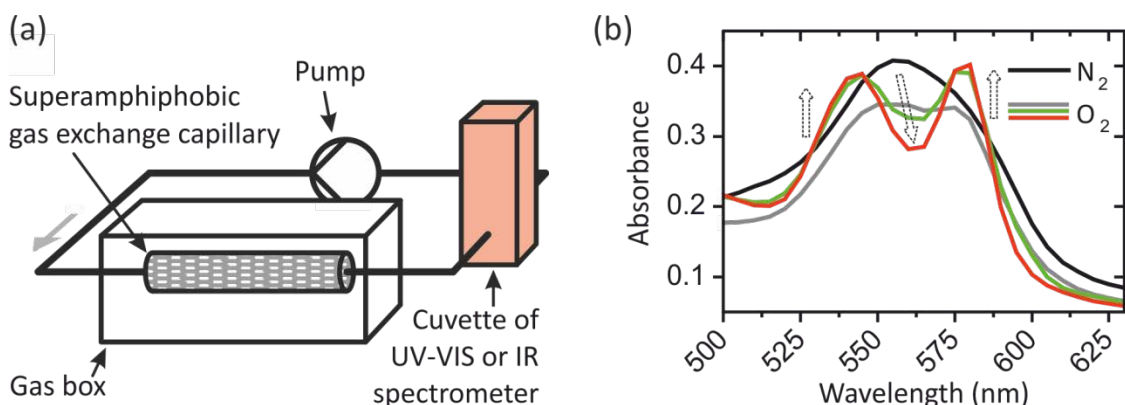 (a)
Pump
Superamphiphobic
gas exchange capillary
Cuvette of
UV-VIS or IR
spectrometer
Gas box
(b)
Absorbance
0.4
0.3
0.2
0.1
N2
O2
500
525
550
575
600
625
Wavelength (nm)